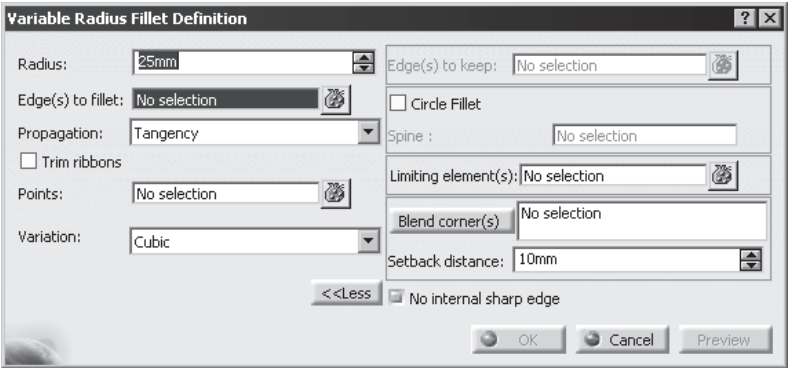 Variable Radius Fillet Definition
Radius: 25mm
Edge(s) to fillet: No selection
Propagation: Tangency
Trim ribbons
Points: No selection
Variation: Cubic
<<Less
Edge(s) to keep: No selection
Circle Fillet
Spine : No selection
Limiting element(s): No selection
Blend corner(s) No selection
Setback distance: 10mm
No internal sharp edge
OK Cancel Preview